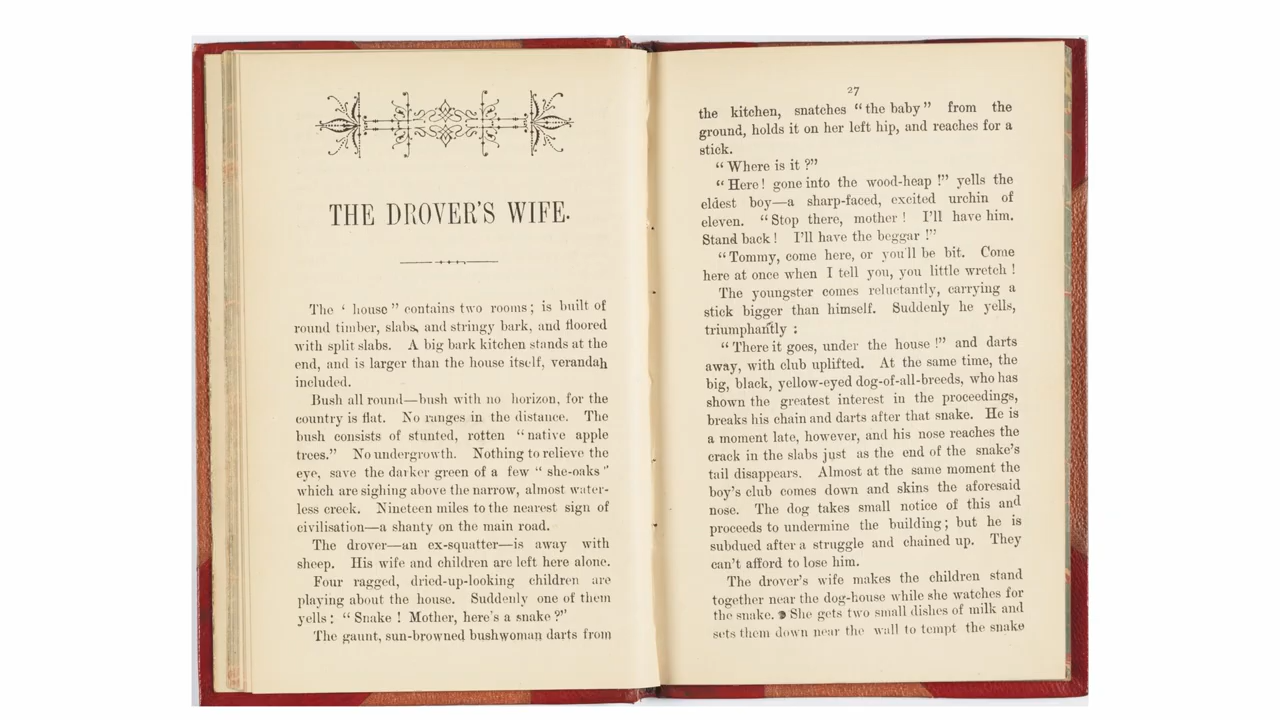 THE DROVER'S WIFE.
The ‘ house” contains two rooms; is built of
round timber, slabs, and stringy bark, and floored
with split slabs. A big bark kitchen stands at the
end, and is larger than the house itself, verandah
included.
Bush all round—bush with no horizon, for the
country is flat. No ranges in the distance. The
bush consists of stunted, rotten “native apple
trees.” No undergrowth. Nothing to relieve the
eye, save the darker green of a few “ she-oaks ”
which are sighing above the narrow, almost water-
less creek. Nineteen miles to the nearest sign of
civilisation—a shanty on the main road.
The drover—an ex-squatter—is away with
sheep. His wife and children are left here alone.
Four ragged, dried-up-looking children are
playing about the house. Suddenly one of them
yells: “ Snake ! Mother, here's a snake ?”
The gaunt, sun-browned bushwoman darts from
27
the kitchen, snatches “the baby” from the
ground, holds it on her left hip, and reaches for a
stick.
“ Where is it ?”
“ Here! gone into the wood-heap !” yells the
eldest boy—a sharp-faced, excited urchin of
eleven. “Stop there, mother ! I'll have him.
Stand back ! I'll have the beggar !”
“Tommy, come here, or you'll be bit. Come
here at once when I tell you, you little wretch !
The youngster comes reluctantly, carrying a
stick bigger than himself. Suddenly he yells,
triumphantly :
“ There it goes, under the house !” and darts
away, with club uplifted. At the same time, the
big, black, yellow-eyed dog-of-all-breeds, who has
shown the greatest interest in the proceedings,
breaks his chain and darts after that snake. He is
a moment late, however, and his nose reaches the
crack in the slabs just as the end of the snake's
tail disappears. Almost at the same moment the
boy's club comes down and skins the aforesaid
nose. The dog takes small notice of this and
proceeds to undermine the building; but he is
subdued after a struggle and chained up. They
can't afford to lose him.
The drover's wife makes the children stand
together near the dog-house while she watches for
the snake. She gets two small dishes of milk and
sets them down near the wall to tempt the snake